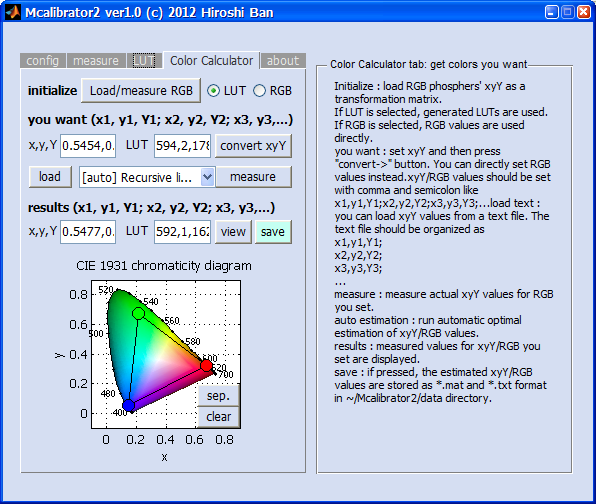 Mcalibrator2 ver1.0 (c) 2012 Hiroshi Ban
config measure LUT Color Calculator about
initialize Load/measure RGB LUT RGB
you want (x1, y1, Y1; x2, y2, Y2; x3, y3,...)
x,y,Y 0.5454,0. LUT 594,2,178 convert xyY
load [auto] Recursive li... measure
results (x1, y1, Y1; x2, y2, Y2; x3, y3,...)
x,y,Y 0.5477,0. LUT 592,1,162 view save
CIE 1931 chromaticity diagram
0.8
0.6
0.4
0.2
0
y
520
540
560
500
580
600
620
700
480
400
sep.
clear
0 0.2 0.4 0.6 0.8
x
Color Calculator tab: get colors you want
Initialize : load RGB phosphers' xyY as a
transformation matrix.
If LUT is selected, generated LUTs are used.
If RGB is selected, RGB values are used
directly.
you want : set xyY and then press
"convert->" button. You can directly set RGB
values instead.xyY/RGB values should be set
with comma and semicolon like
x1,y1,Y1;x2,y2,Y2;x3,y3,Y3;...load text :
you can load xyY values from a text file. The
text file should be organized as
x1,y1,Y1;
x2,y2,Y2;
x3,y3,Y3;
...
measure : measure actual xyY values for RGB
you set.
auto estimation : run automatic optimal
estimation of xyY/RGB values.
results : measured values for xyY/RGB you
set are displayed.
save : if pressed, the estimated xyY/RGB
values are stored as *.mat and *.txt format
in ~/Mcalibrator2/data directory.